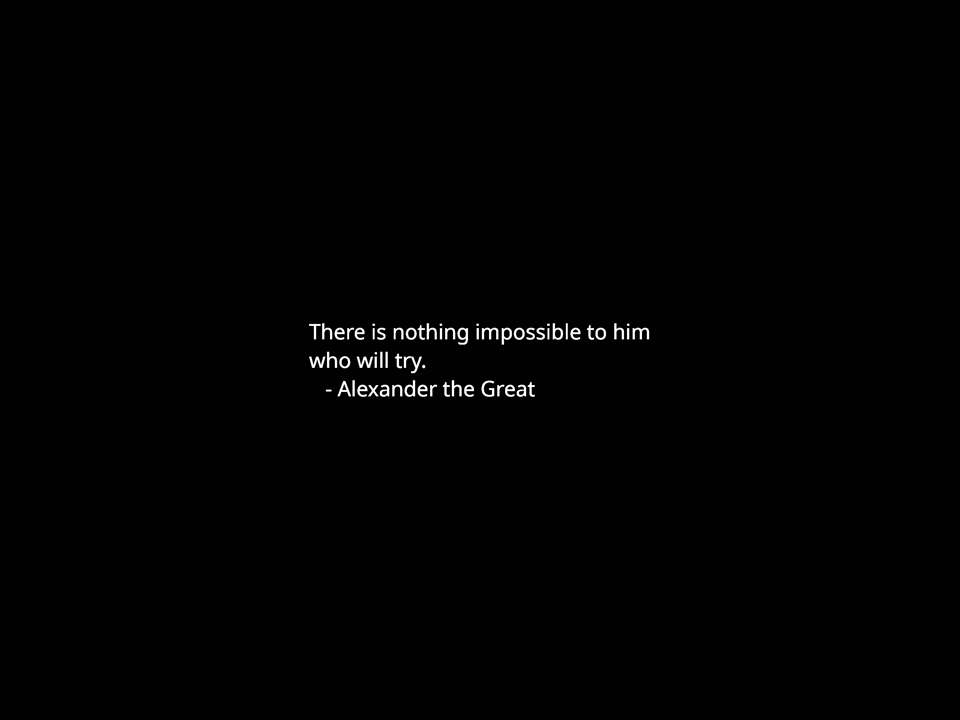 There is nothing impossible to him
who will try.
- Alexander the Great